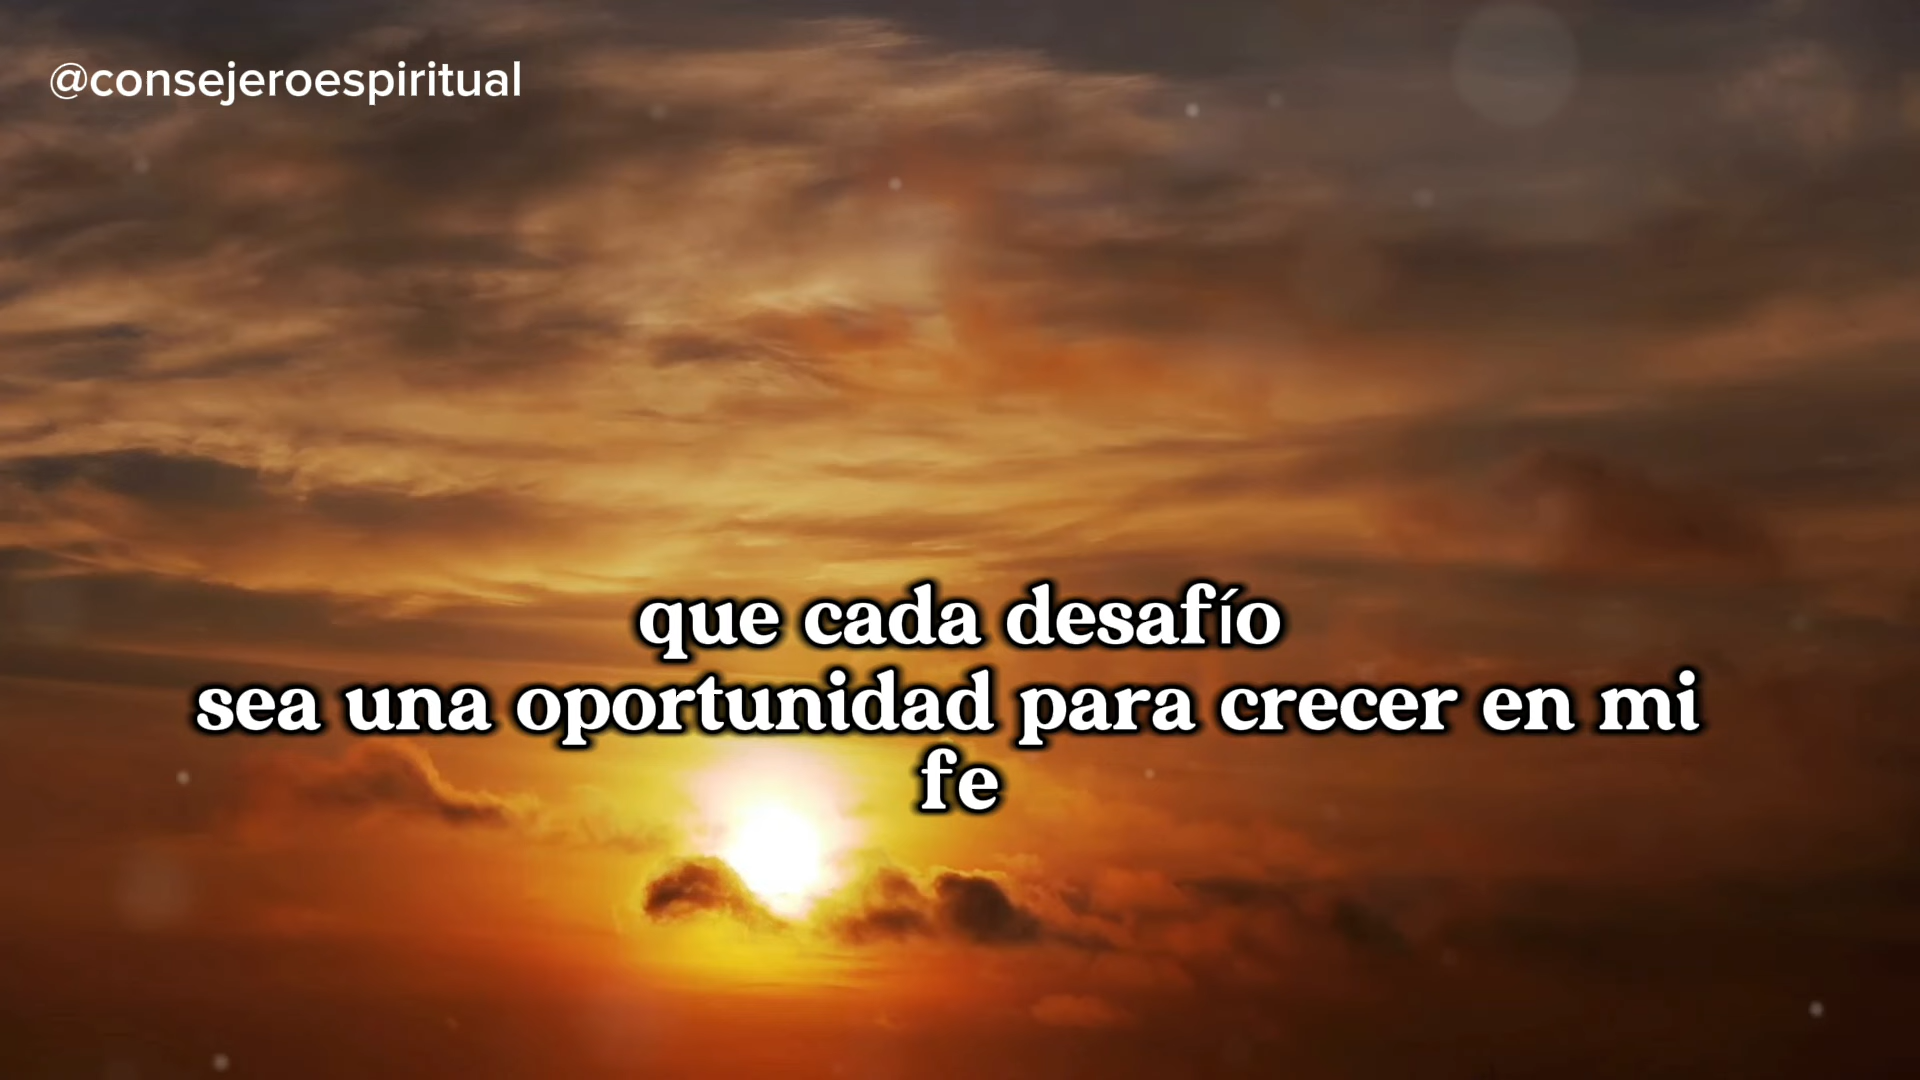 @consejeroespiritual
que cada desafío
sea una oportunidad para crecer en mi
fe